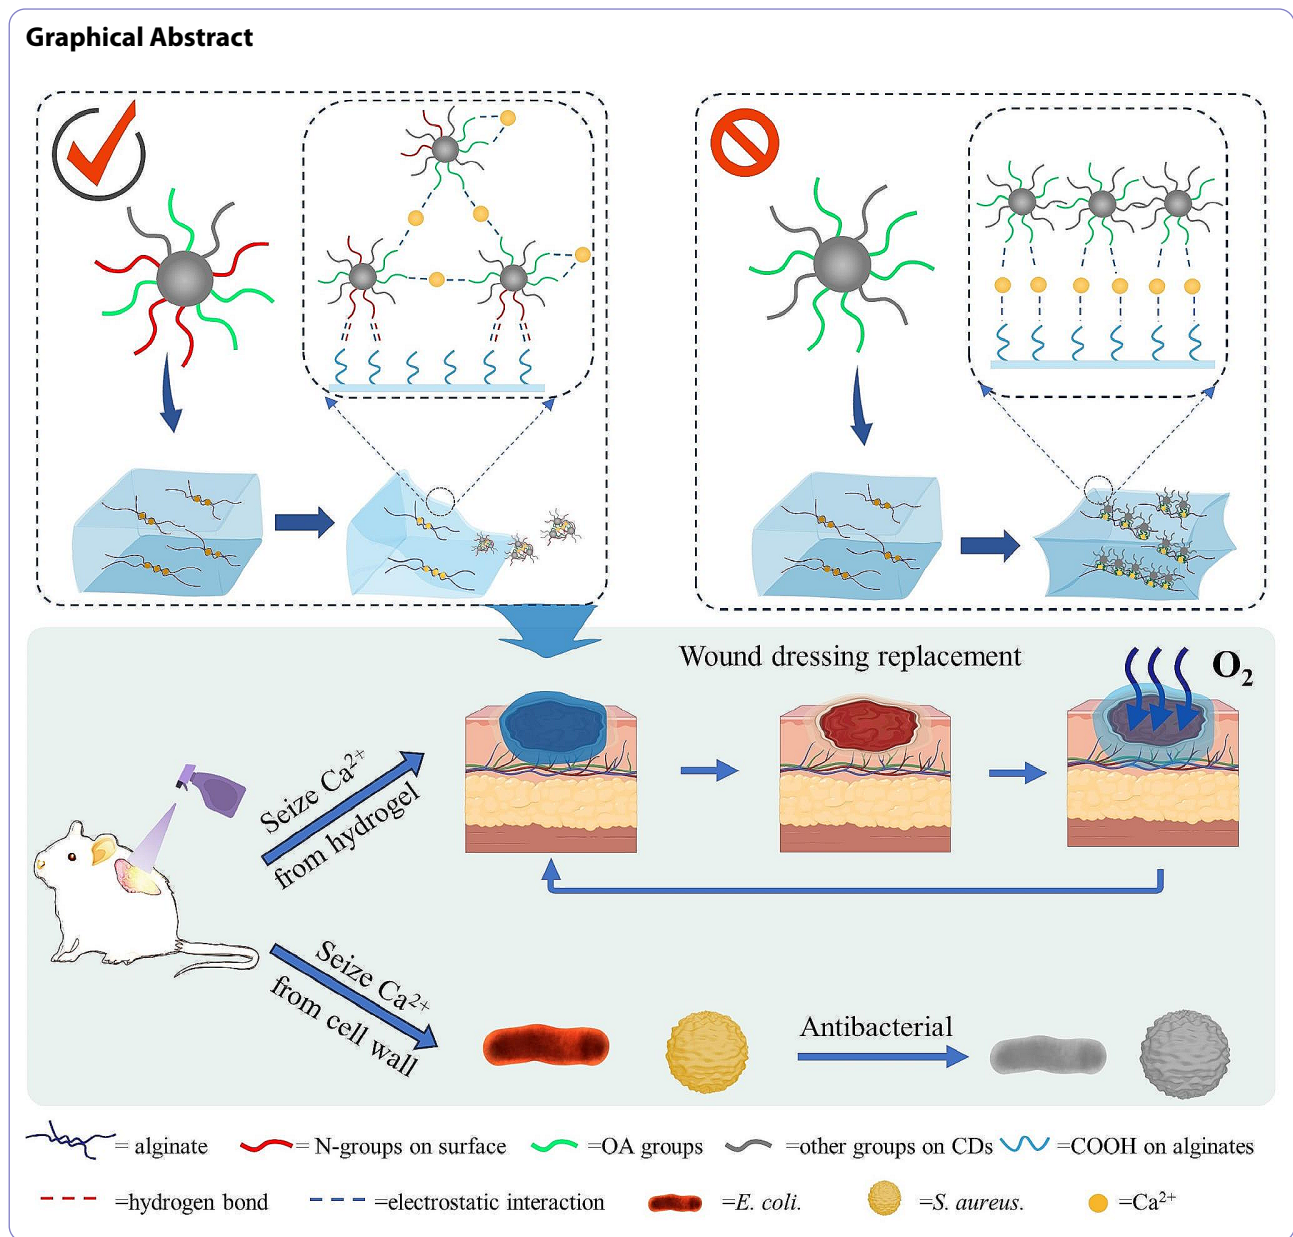 Graphical Abstract
Wound dressing replacement
O₂
Seize Ca²⁺
from hydrogel
Seize Ca²⁺
from cell wall
Antibacterial
= alginate
= N-groups on surface
=OA groups
=other groups on CDs
=COOH on alginates
=hydrogen bond
=electrostatic interaction
=E. coli.
=S. aureus.
=Ca²⁺